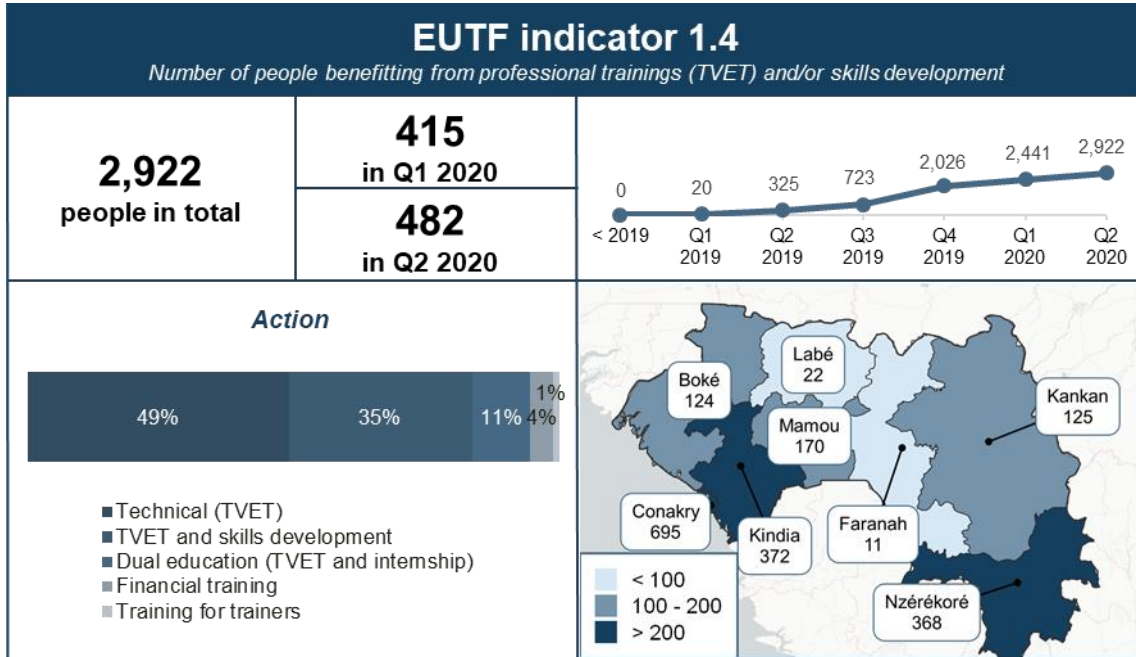 EUTF indicator 1.4
Number of people benefitting from professional trainings (TVET) and/or skills development
2,922
people in total
415
in Q1 2020
482
in Q2 2020
0
20
325
723
2,026
2,441
2,922
< 2019
Q1
2019
Q2
2019
Q3
2019
Q4
2019
Q1
2020
Q2
2020
Action
49%
35%
11%
4%
1%
Technical (TVET)
TVET and skills development
Dual education (TVET and internship)
Financial training
Training for trainers
Labé
22
Boké
124
Kankan
125
Mamou
170
Conakry
695
Kindia
372
Faranah
11
Nzérékoré
368
< 100
100 - 200
> 200